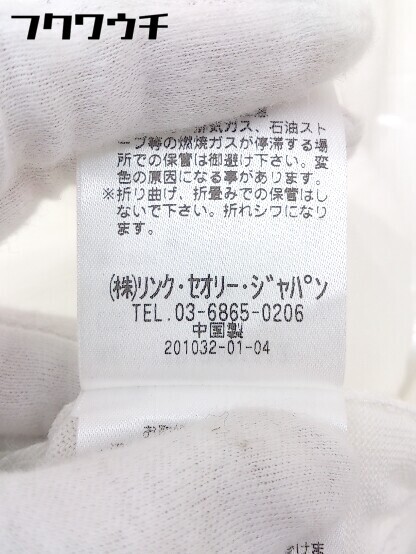 フクワウチ
気ガス、石油スト
ーブ等の燃焼ガスが停滞する場
所での保管は御避け下さい。変
色の原因になる事があります。
※折り曲げ、折畳みでの保管はし
ないで下さい。折れシワになり
ます。
(株)リンク・セオリー・ジャパン
TEL.03-6865-0206
中国製
201032-01-04